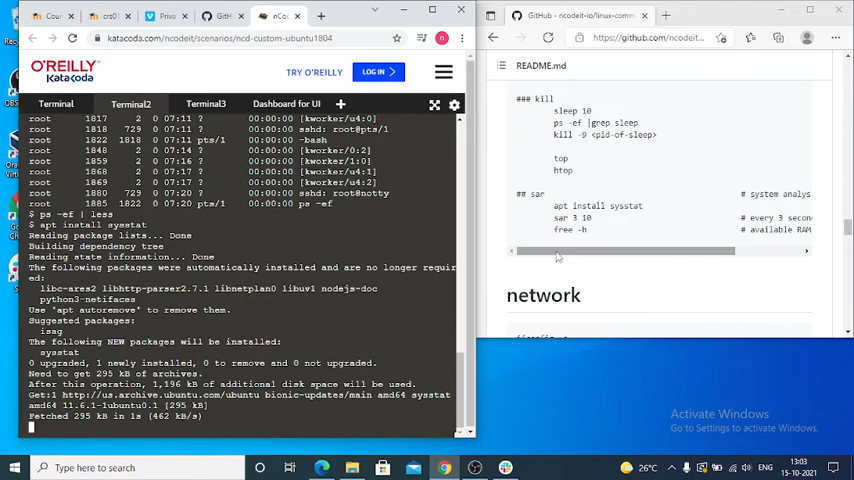 Cour
crs01
Priva
GitH
nCo
katacoda.com/ncodeit/scenarios/ncd-custom-ubuntu1804
O'REILLY
Katacoda
TRY O'REILLY
LOG IN
Terminal
Terminal2
Terminal3
Dashboard for UI
root 1817 2 0 07:11 ? 00:00:00 [kworker/u4:0]
root 1818 729 0 07:11 ? 00:00:00 sshd: root@pts/1
root 1822 1818 0 07:11 pts/1 00:00:00 -bash
root 1848 2 0 07:14 ? 00:00:00 [kworker/0:2]
root 1859 2 0 07:16 ? 00:00:00 [kworker/1:0]
root 1868 2 0 07:17 ? 00:00:00 [kworker/u4:1]
root 1869 2 0 07:17 ? 00:00:00 [kworker/u4:2]
root 1880 729 0 07:20 ? 00:00:00 sshd: root@notty
root 1885 1822 0 07:20 pts/1 00:00:00 ps -ef
$ ps -ef | less
$ apt install sysstat
Reading package lists... Done
Building dependency tree
Reading state information... Done
The following packages were automatically installed and are no longer requir
ed:
libc-ares2 libhttp-parser2.7.1 libnetplan0 libuv1 nodejs-doc
python3-netifaces
Use 'apt autoremove' to remove them.
Suggested packages:
isag
The following NEW packages will be installed:
sysstat
0 upgraded, 1 newly installed, 0 to remove and 0 not upgraded.
Need to get 295 kB of archives.
After this operation, 1,196 kB of additional disk space will be used.
Get:1 http://us.archive.ubuntu.com/ubuntu bionic-updates/main amd64 sysstat
amd64 11.6.1-1ubuntu0.1 [295 kB]
Fetched 295 kB in 1s (462 kB/s)
GitHub - ncodeit-io/linux-comm
https://github.com/ncodeit...
README.md
### kill
sleep 10
ps -ef |grep sleep
kill -9 <pid-of-sleep>
top
htop
## sar # system analys
apt install sysstat
sar 3 10 # every 3 second
free -h # available RAM
network
Activate Windows
Go to Settings to activate Windows.
Type here to search
26°C
ENG
13:03
15-10-2021